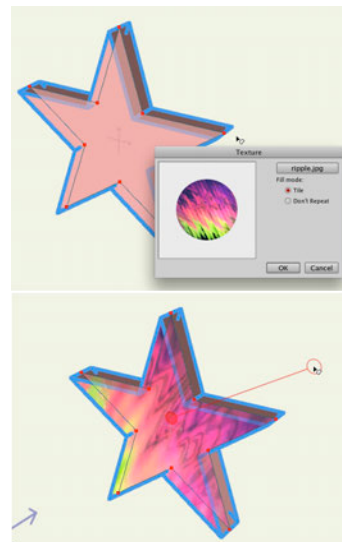 Texture
ripple.jpg
Fill mode:
Tile
Don't Repeat
OK Cancel